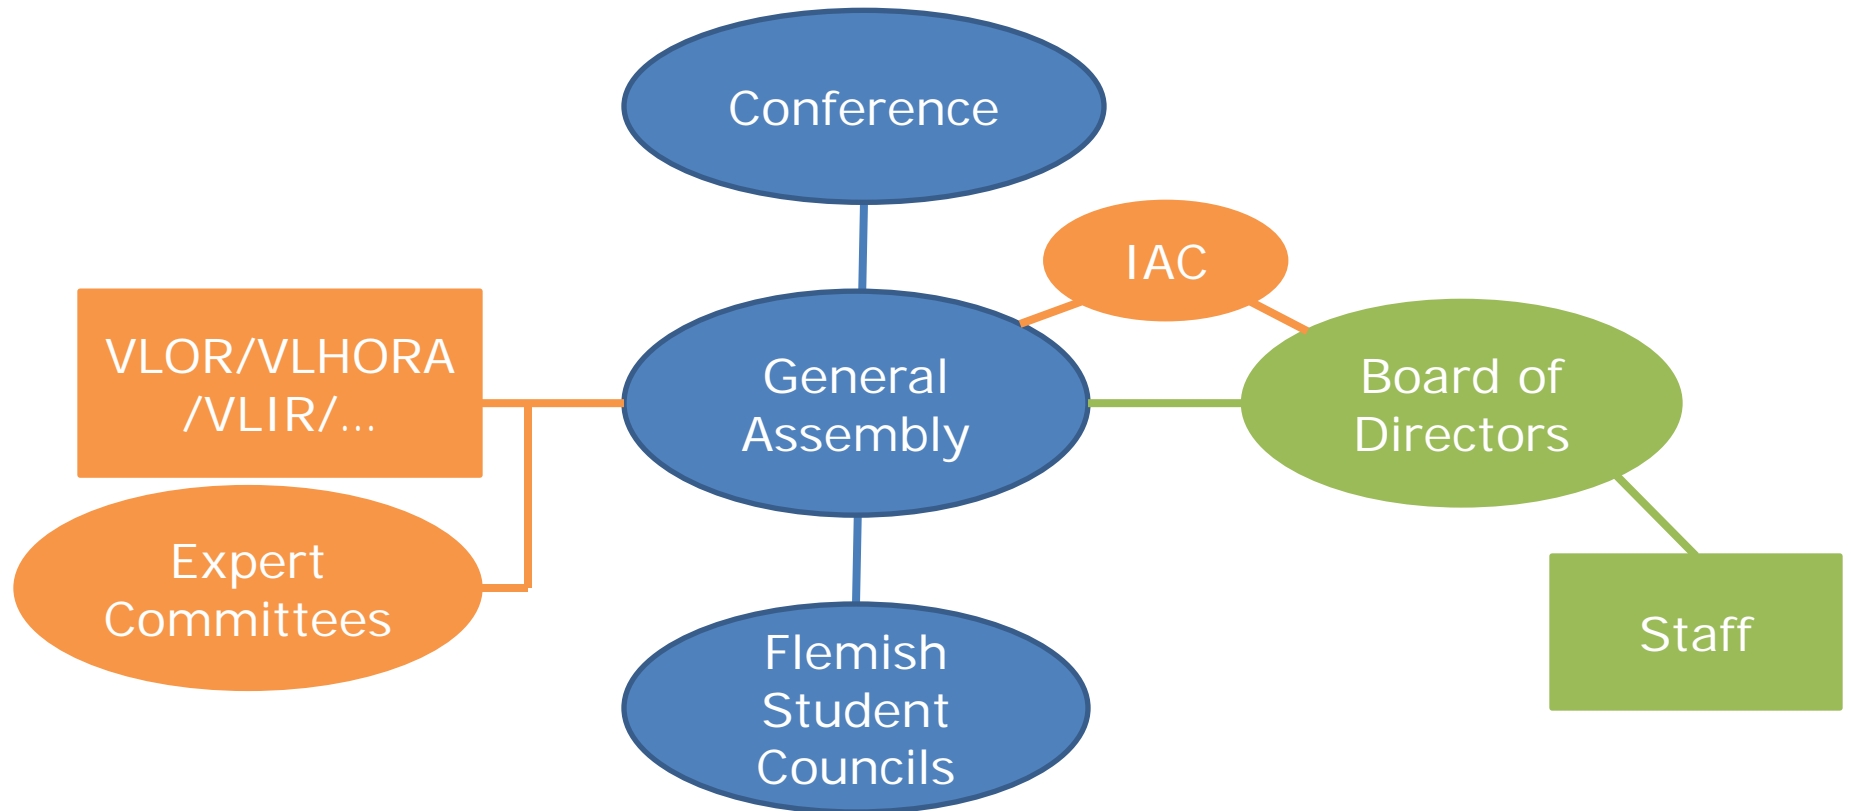 Conference
IAC
VLOR/VLHORA
/VLIR/...
General
Assembly
Board of
Directors
Expert
Committees
Flemish
Student
Councils
Staff